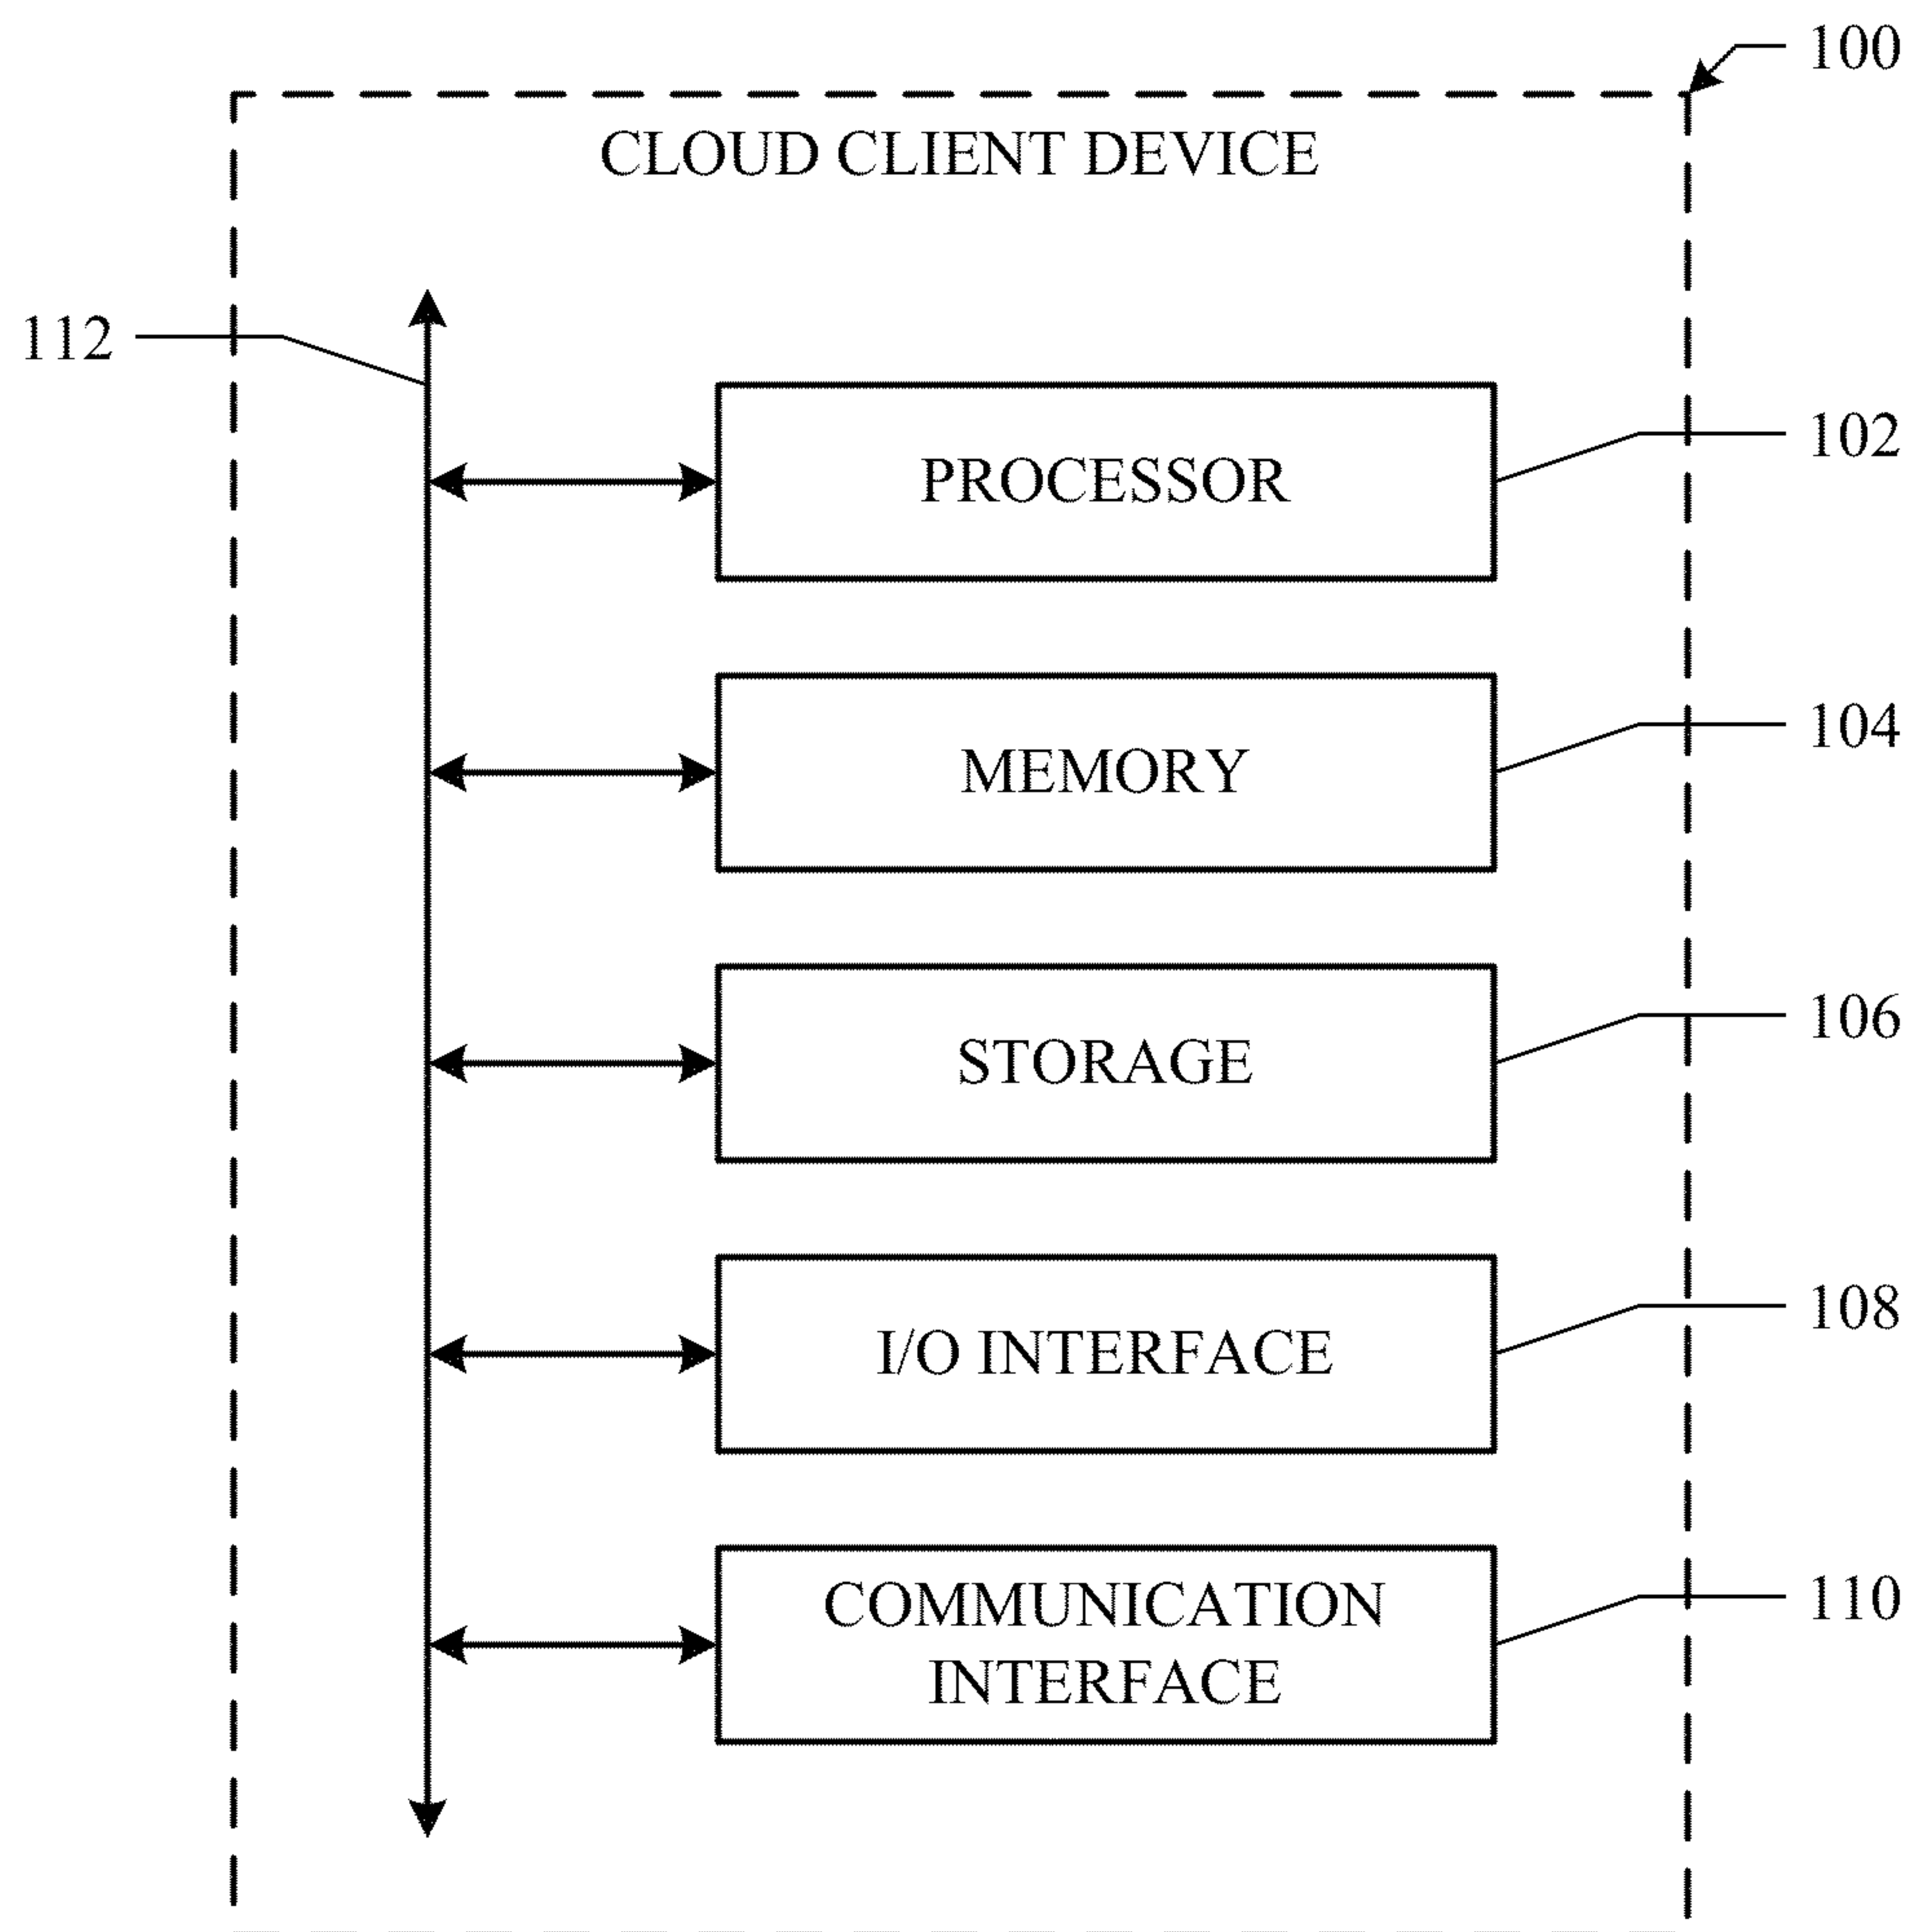 100
CLOUD CLIENT DEVICE
112
PROCESSOR
102
MEMORY
104
STORAGE
106
I/O INTERFACE
108
COMMUNICATION
INTERFACE
110